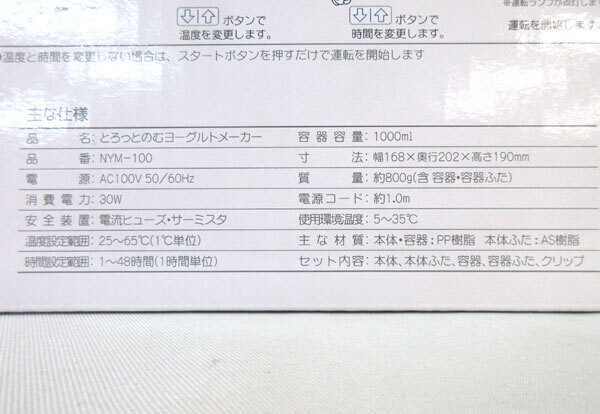 ※運転ランプが点灯しま
ボタンで
温度を変更します。
ボタンで
時間を変更します。
運転を開始します
温度と時間を変更しない場合は、スタートボタンを押すだけで運転を開始します
主な仕様
品名:とろっとのむヨーグルトメーカー 容器容量:1000ml
品番:NYM-100 寸法:幅168×奥行202×高さ190mm
電源:AC100V 50/60Hz 質量:約800g(含 容器・容器ふた)
消費電力:30W 電源コード:約1.0m
安全装置:電流ヒューズ・サーミスタ 使用環境温度:5〜35℃
温度設定範囲:25〜65℃(1℃単位) 主な材質:本体・容器:PP樹脂 本体ふた:AS樹脂
時間設定範囲:1〜48時間(1時間単位) セット内容:本体、本体ふた、容器、容器ふた、クリップ